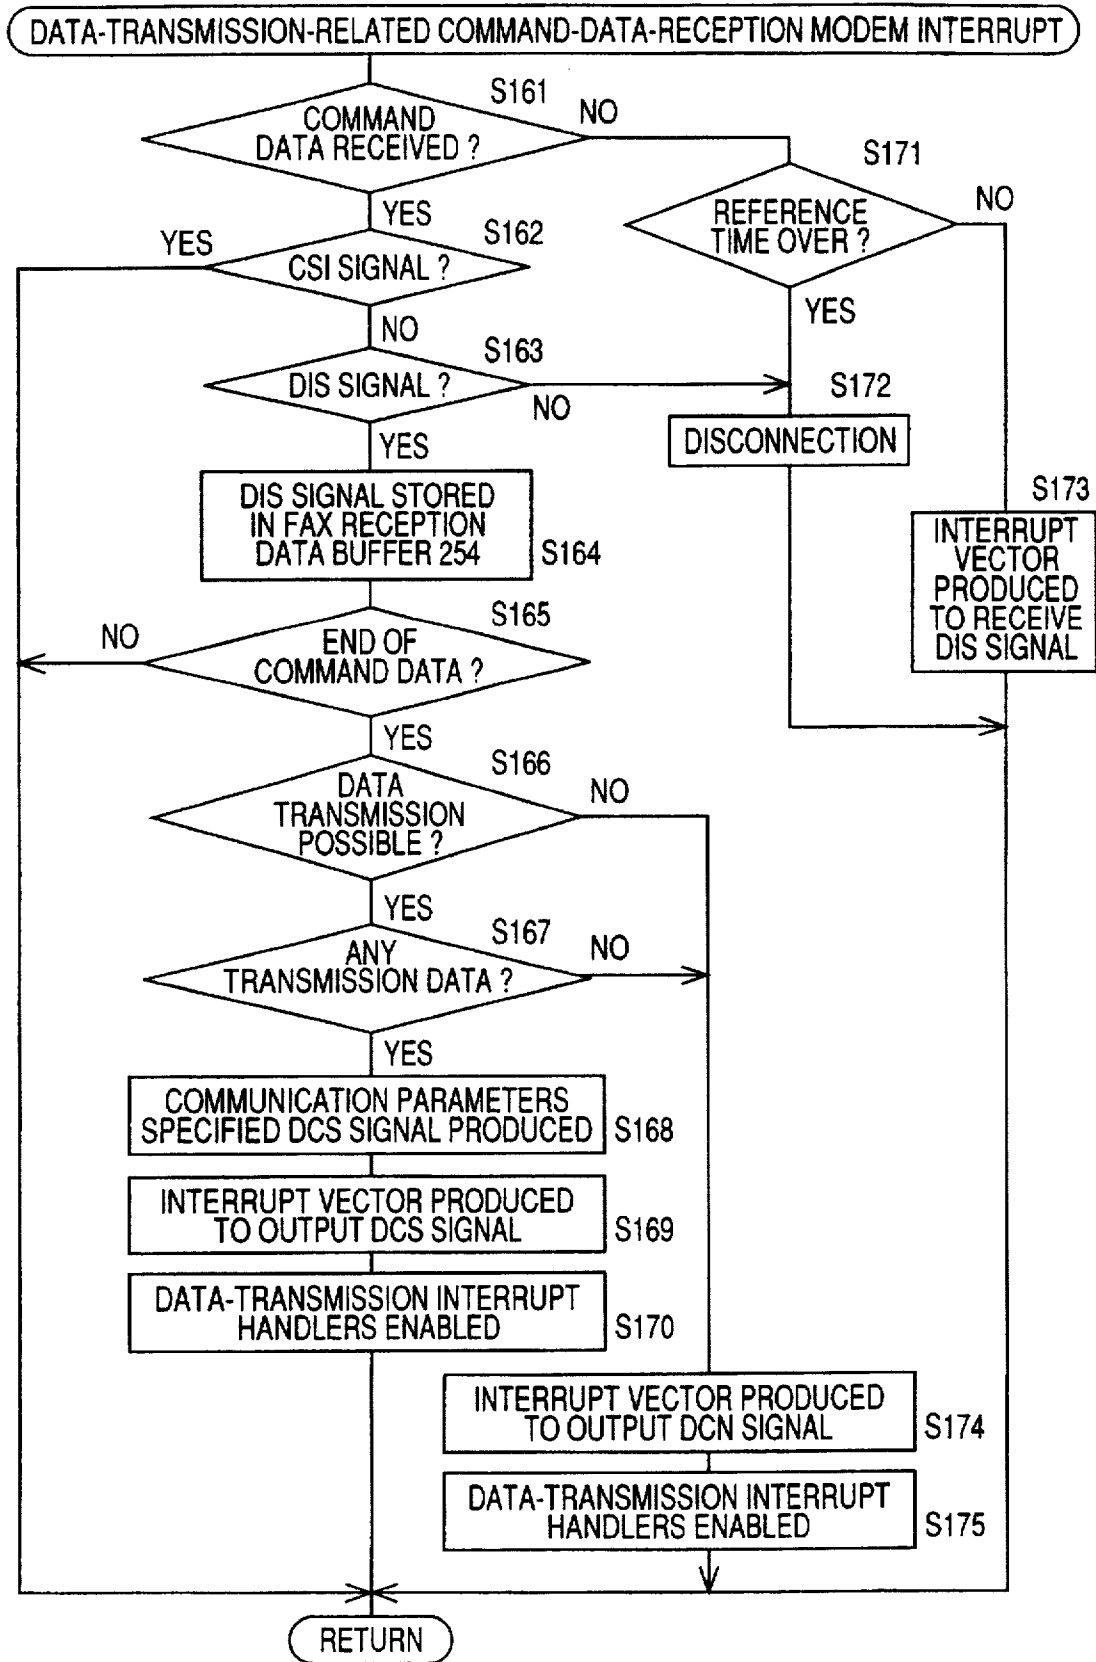 DATA-TRANSMISSION-RELATED COMMAND-DATA-RECEPTION MODEM INTERRUPT
S161
COMMAND
DATA RECEIVED ?
NO
YES
S171
REFERENCE
TIME OVER ?
NO
YES
S162
CSI SIGNAL ?
YES
NO
S163
DIS SIGNAL ?
NO
YES
S172
DISCONNECTION
S173
INTERRUPT
VECTOR
PRODUCED
TO RECEIVE
DIS SIGNAL
DIS SIGNAL STORED
IN FAX RECEPTION
DATA BUFFER 254
S164
S165
END OF
COMMAND DATA ?
NO
YES
S166
DATA
TRANSMISSION
POSSIBLE ?
NO
YES
S167
ANY
TRANSMISSION DATA ?
NO
YES
COMMUNICATION PARAMETERS
SPECIFIED DCS SIGNAL PRODUCED
S168
INTERRUPT VECTOR PRODUCED
TO OUTPUT DCS SIGNAL
S169
DATA-TRANSMISSION INTERRUPT
HANDLERS ENABLED
S170
INTERRUPT VECTOR PRODUCED
TO OUTPUT DCN SIGNAL
S174
DATA-TRANSMISSION INTERRUPT
HANDLERS ENABLED
S175
RETURN